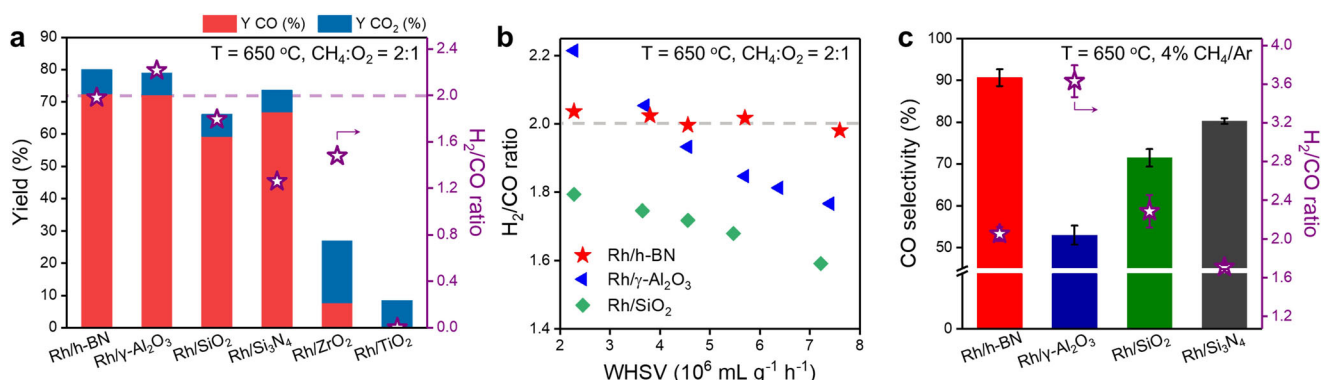 Y CO (%) Y CO₂ (%)
a
T = 650 °C, CH₄:O₂ = 2:1
90
80
70
60
50
40
30
20
10
0
Yield (%)
2.4
2.0
1.6
1.2
0.8
0.4
0.0
H₂/CO ratio
Rh/h-BN
Rh/γ-Al₂O₃
Rh/SiO₂
Rh/Si₃N₄
Rh/ZrO₂
Rh/TiO₂
b
T = 650 °C, CH₄:O₂ = 2:1
2.2
2.0
1.8
1.6
1.4
H₂/CO ratio
Rh/h-BN
Rh/γ-Al₂O₃
Rh/SiO₂
2 3 4 5 6 7 8
WHSV (10⁶ mL g⁻¹ h⁻¹)
c
T = 650 °C, 4% CH₄/Ar
100
90
80
70
60
50
0
CO selectivity (%)
4.0
3.6
3.2
2.8
2.4
2.0
1.6
1.2
H₂/CO ratio
Rh/h-BN
Rh/γ-Al₂O₃
Rh/SiO₂
Rh/Si₃N₄